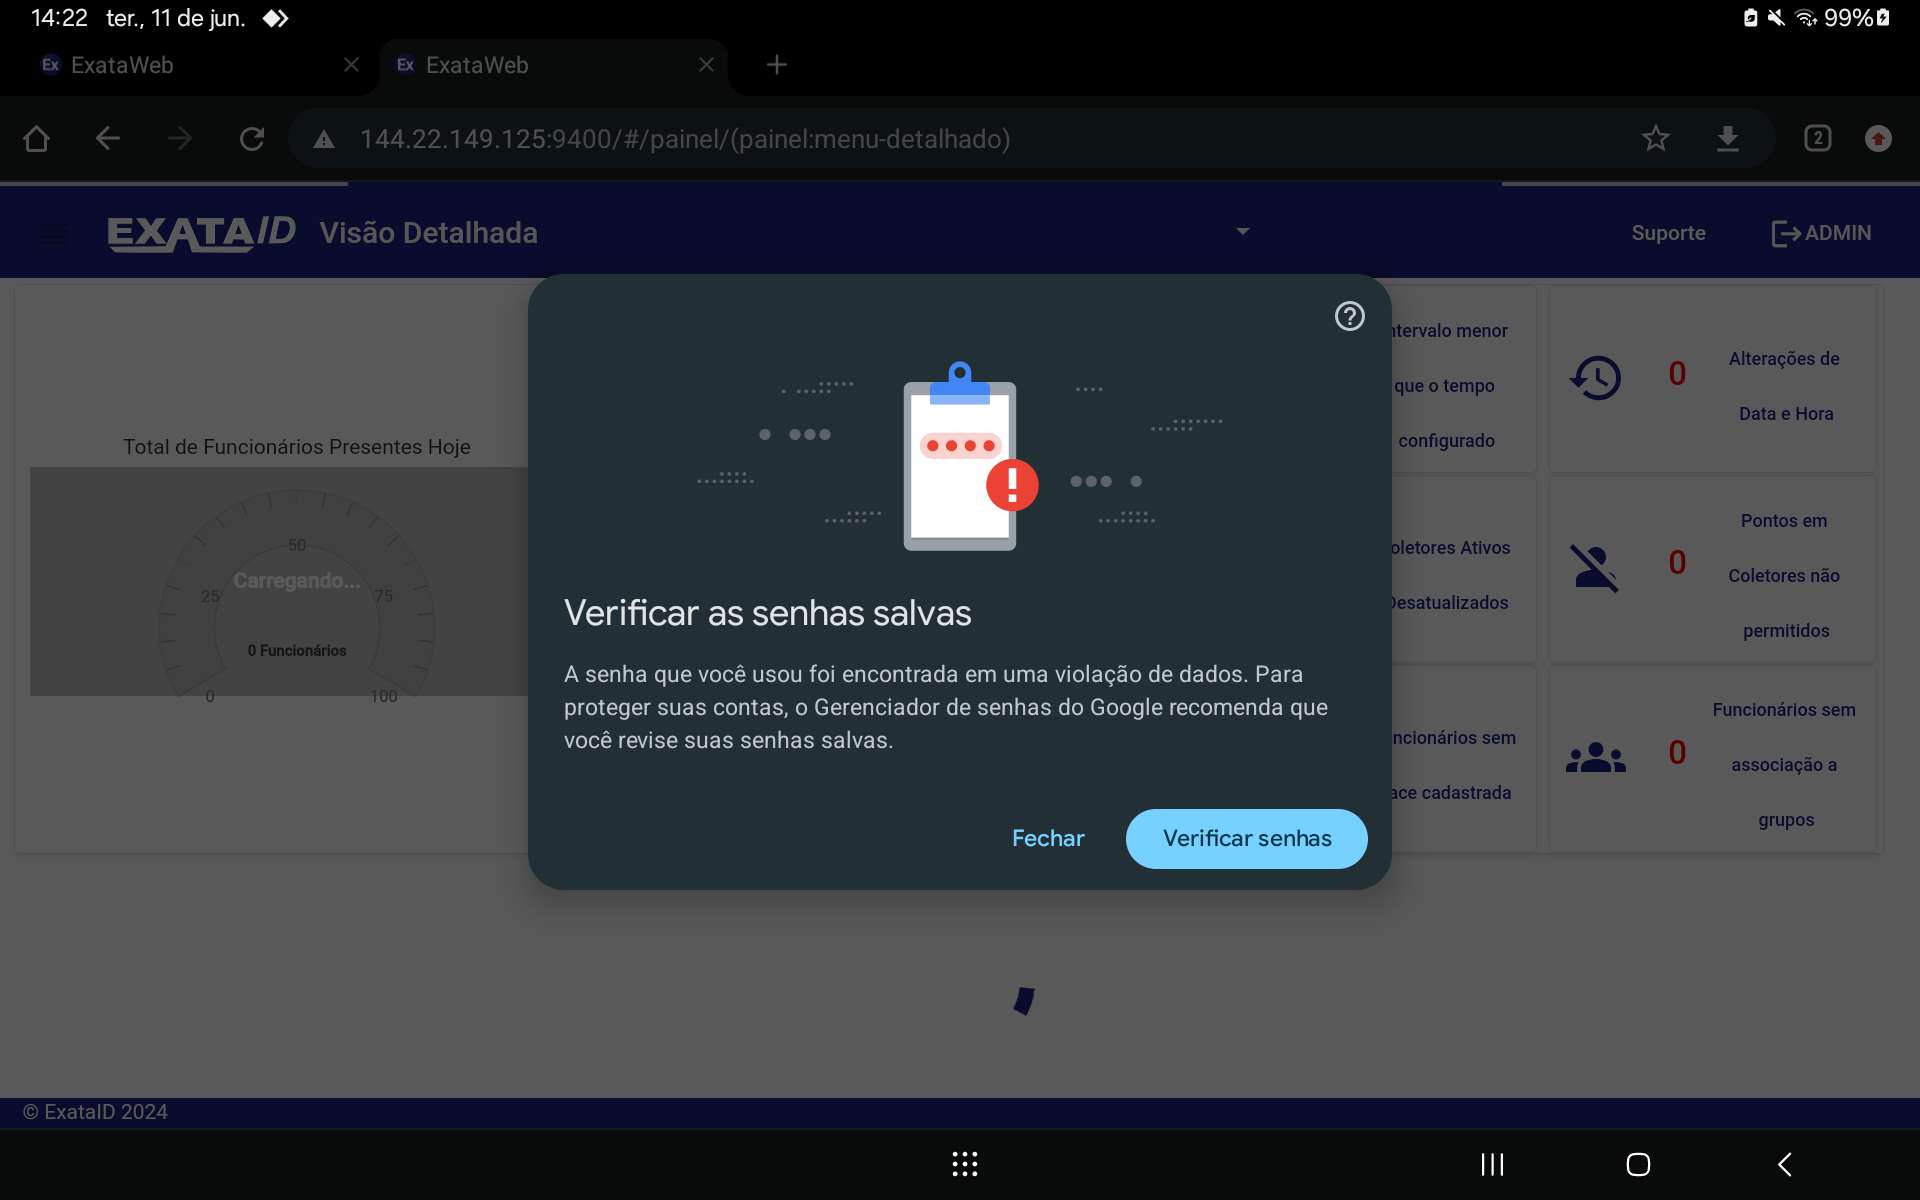 14:22 ter., 11 de jun.
99%
Ex ExataWeb
Ex ExataWeb
144.22.149.125:9400/#/painel/(painel:menu-detalhado)
2
EXATAID Visão Detalhada
Suporte
ADMIN
Total de Funcionários Presentes Hoje
50
Carregando...
25
75
0 Funcionários
0
100
Verificar as senhas salvas
A senha que você usou foi encontrada em uma violação de dados. Para
proteger suas contas, o Gerenciador de senhas do Google recomenda que
você revise suas senhas salvas.
Fechar
Verificar senhas
ntervalo menor
que o tempo
configurado
0
Alterações de
Data e Hora
oletores Ativos
Desatualizados
0
Pontos em
Coletores não
permitidos
ncionários sem
ace cadastrada
0
Funcionários sem
associação a
grupos
© ExataID 2024